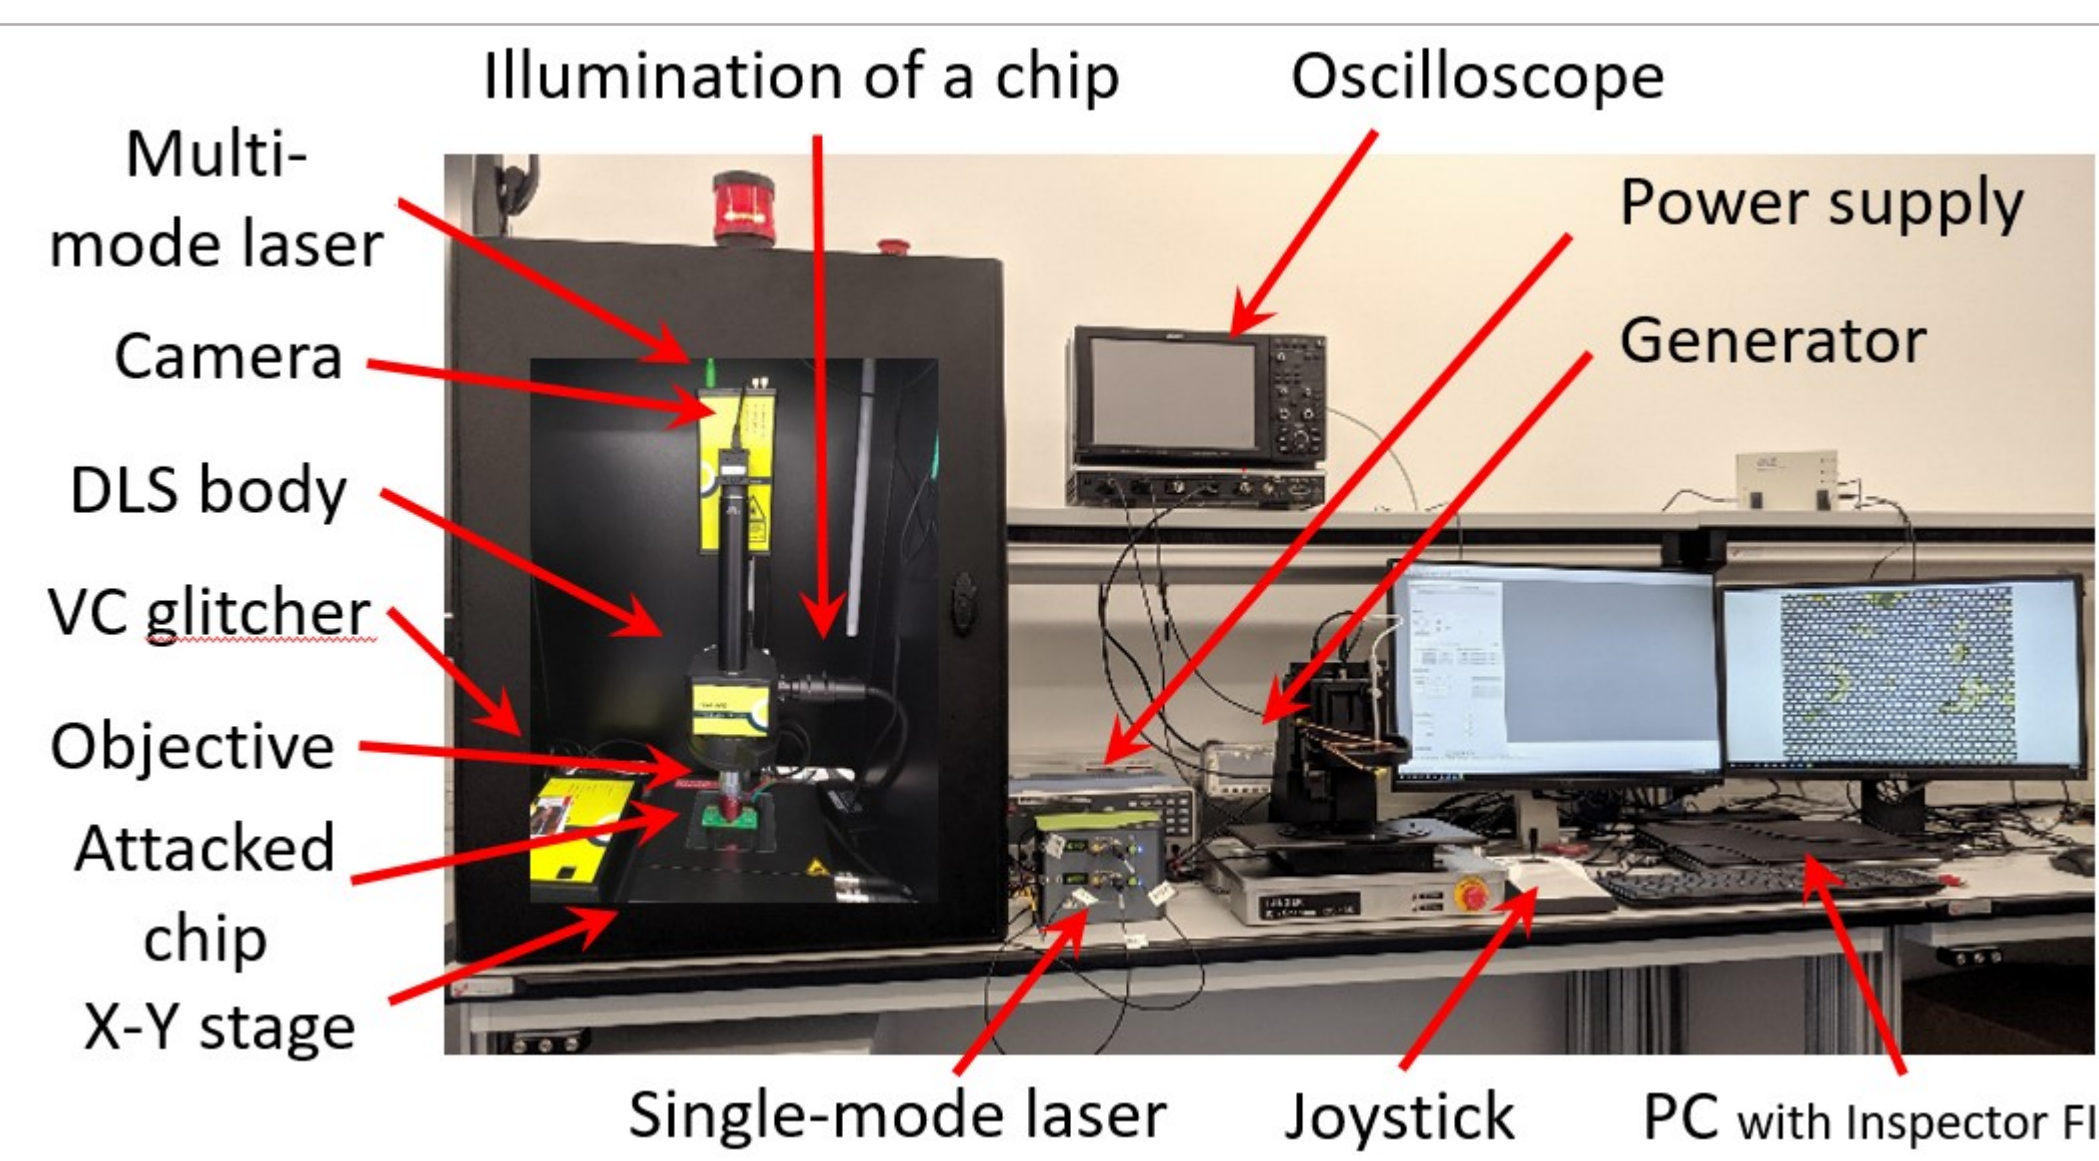 Illumination of a chip
Oscilloscope
Multi-
mode laser
Power supply
Camera
Generator
DLS body
VC glitcher
Objective
Attacked
chip
X-Y stage
Single-mode laser
Joystick
PC with Inspector FI